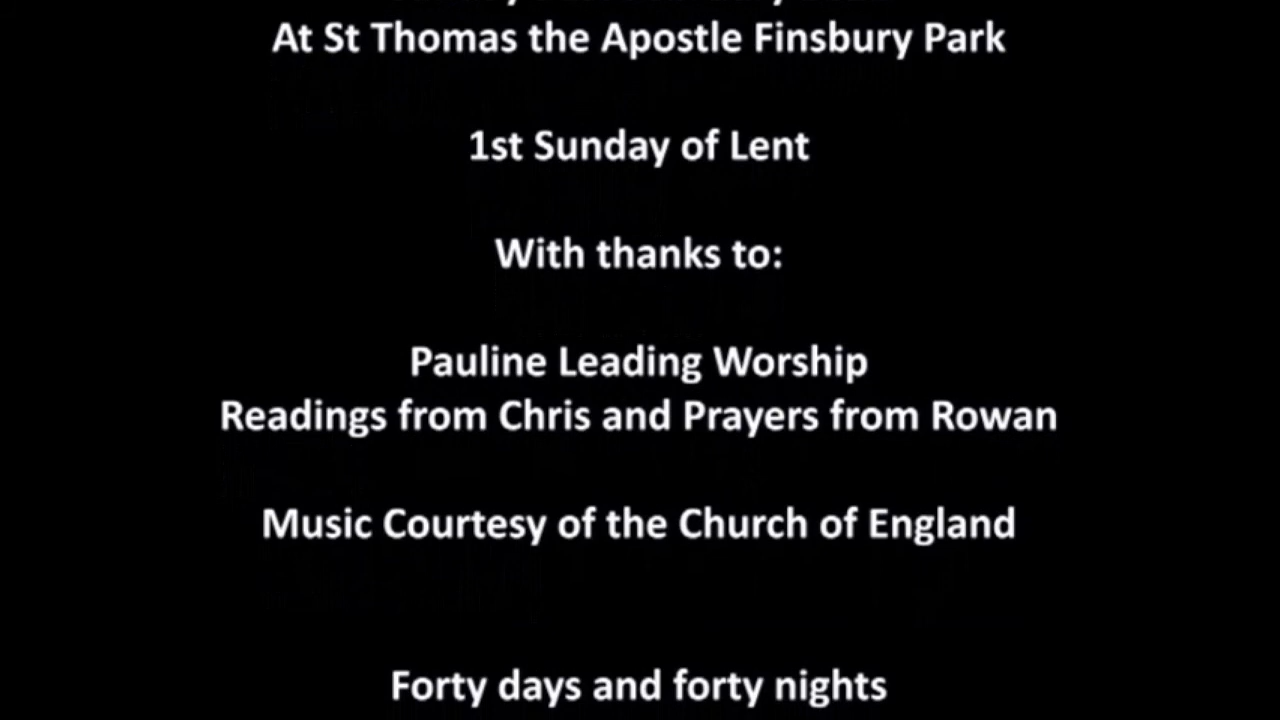 At St Thomas the Apostle Finsbury Park
1st Sunday of Lent
With thanks to:
Pauline Leading Worship
Readings from Chris and Prayers from Rowan
Music Courtesy of the Church of England
Forty days and forty nights